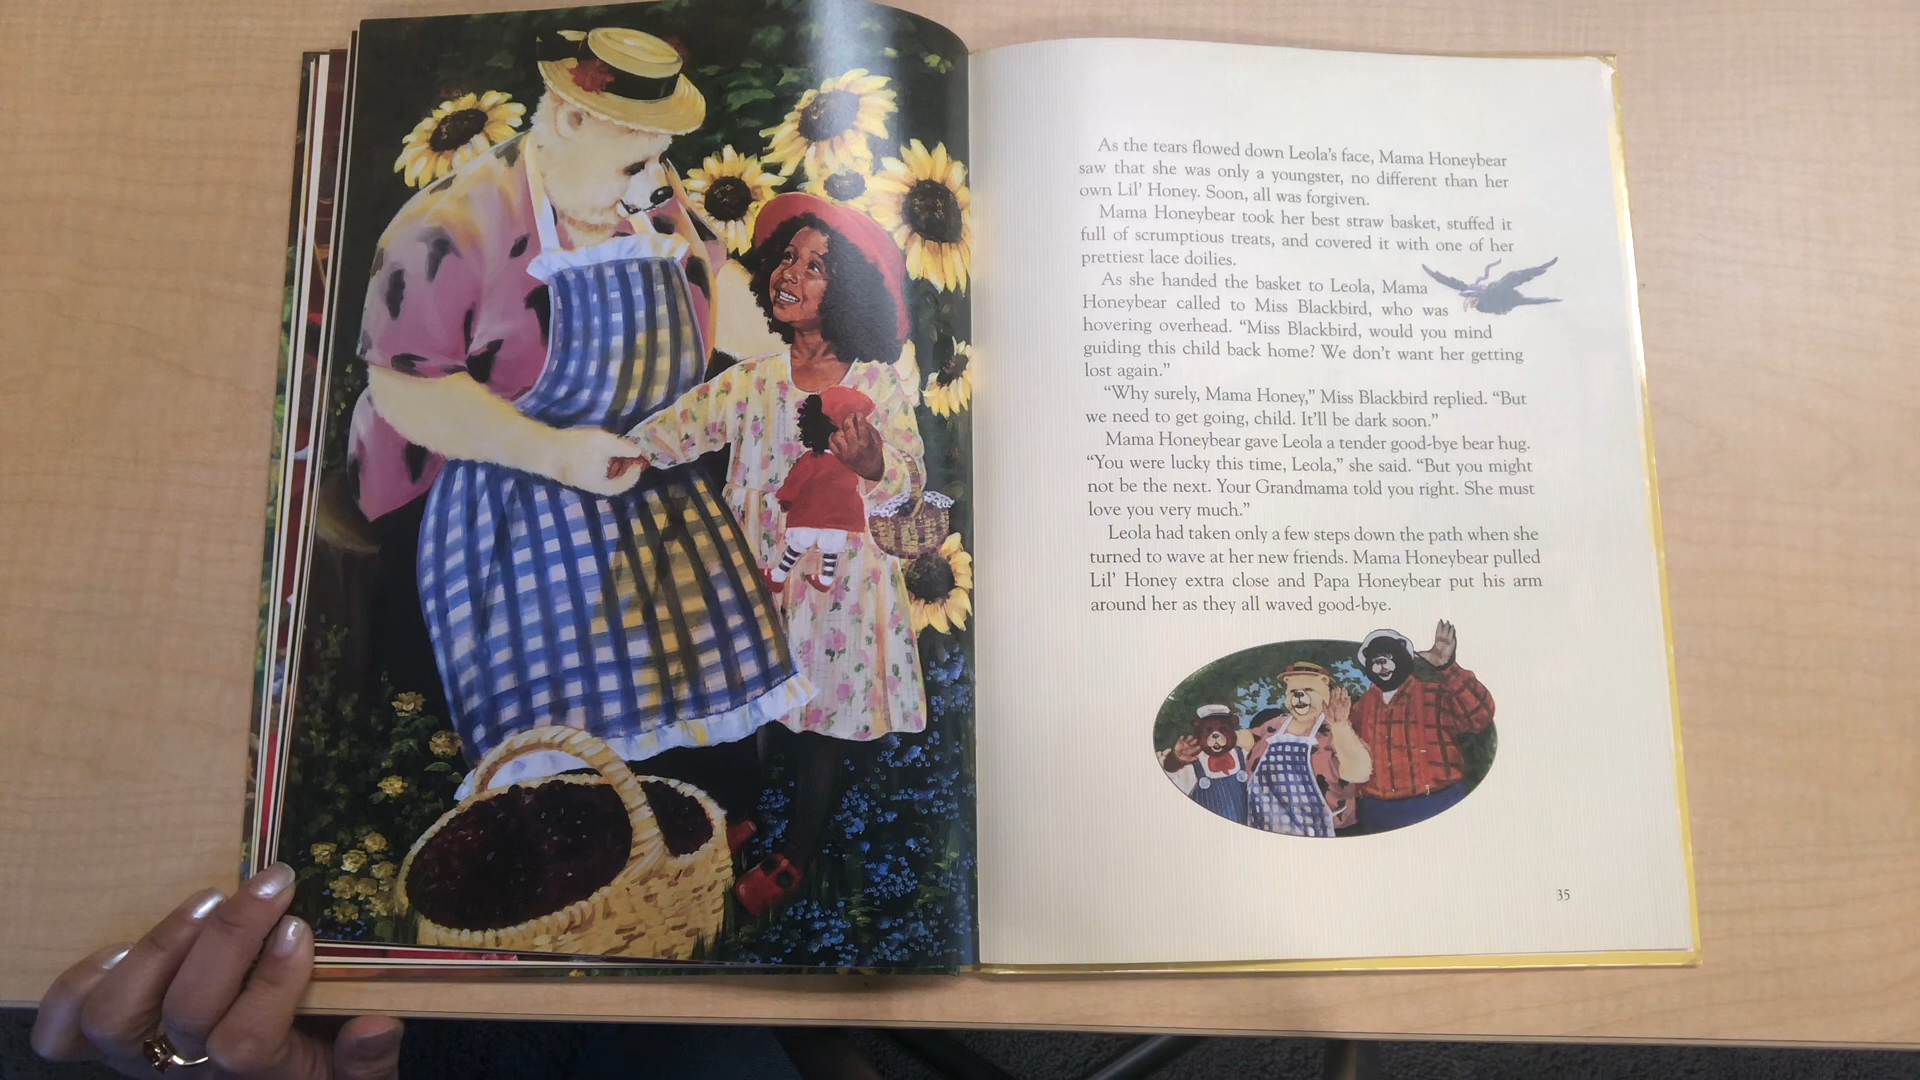 As the tears flowed down Leola's face, Mama Honeybear
saw that she was only a youngster, no different than her
own Lil' Honey. Soon, all was forgiven.
Mama Honeybear took her best straw basket, stuffed it
full of scrumptious treats, and covered it with one of her
prettiest lace doilies.
As she handed the basket to Leola, Mama
Honeybear called to Miss Blackbird, who was
hovering overhead. “Miss Blackbird, would you mind
guiding this child back home? We don't want her getting
lost again.”
“Why surely, Mama Honey,” Miss Blackbird replied. “But
we need to get going, child. It'll be dark soon.”
Mama Honeybear gave Leola a tender good-bye bear hug.
“You were lucky this time, Leola,” she said. “But you might
not be the next. Your Grandmama told you right. She must
love you very much.”
Leola had taken only a few steps down the path when she
turned to wave at her new friends. Mama Honeybear pulled
Lil' Honey extra close and Papa Honeybear put his arm
around her as they all waved good-bye.
35